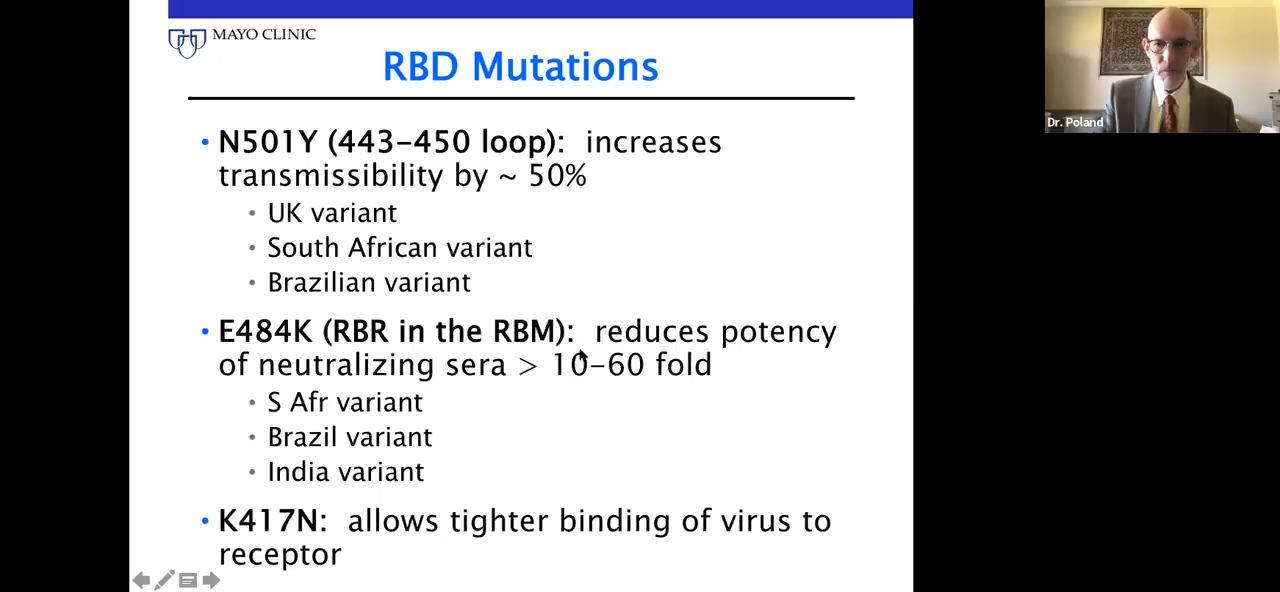 MAYO CLINIC
RBD Mutations
• N501Y (443-450 loop): increases
transmissibility by ~ 50%
• UK variant
• South African variant
• Brazilian variant
• E484K (RBR in the RBM): reduces potency
of neutralizing sera > 10-60 fold
• S Afr variant
• Brazil variant
• India variant
• K417N: allows tighter binding of virus to
receptor
Dr. Poland